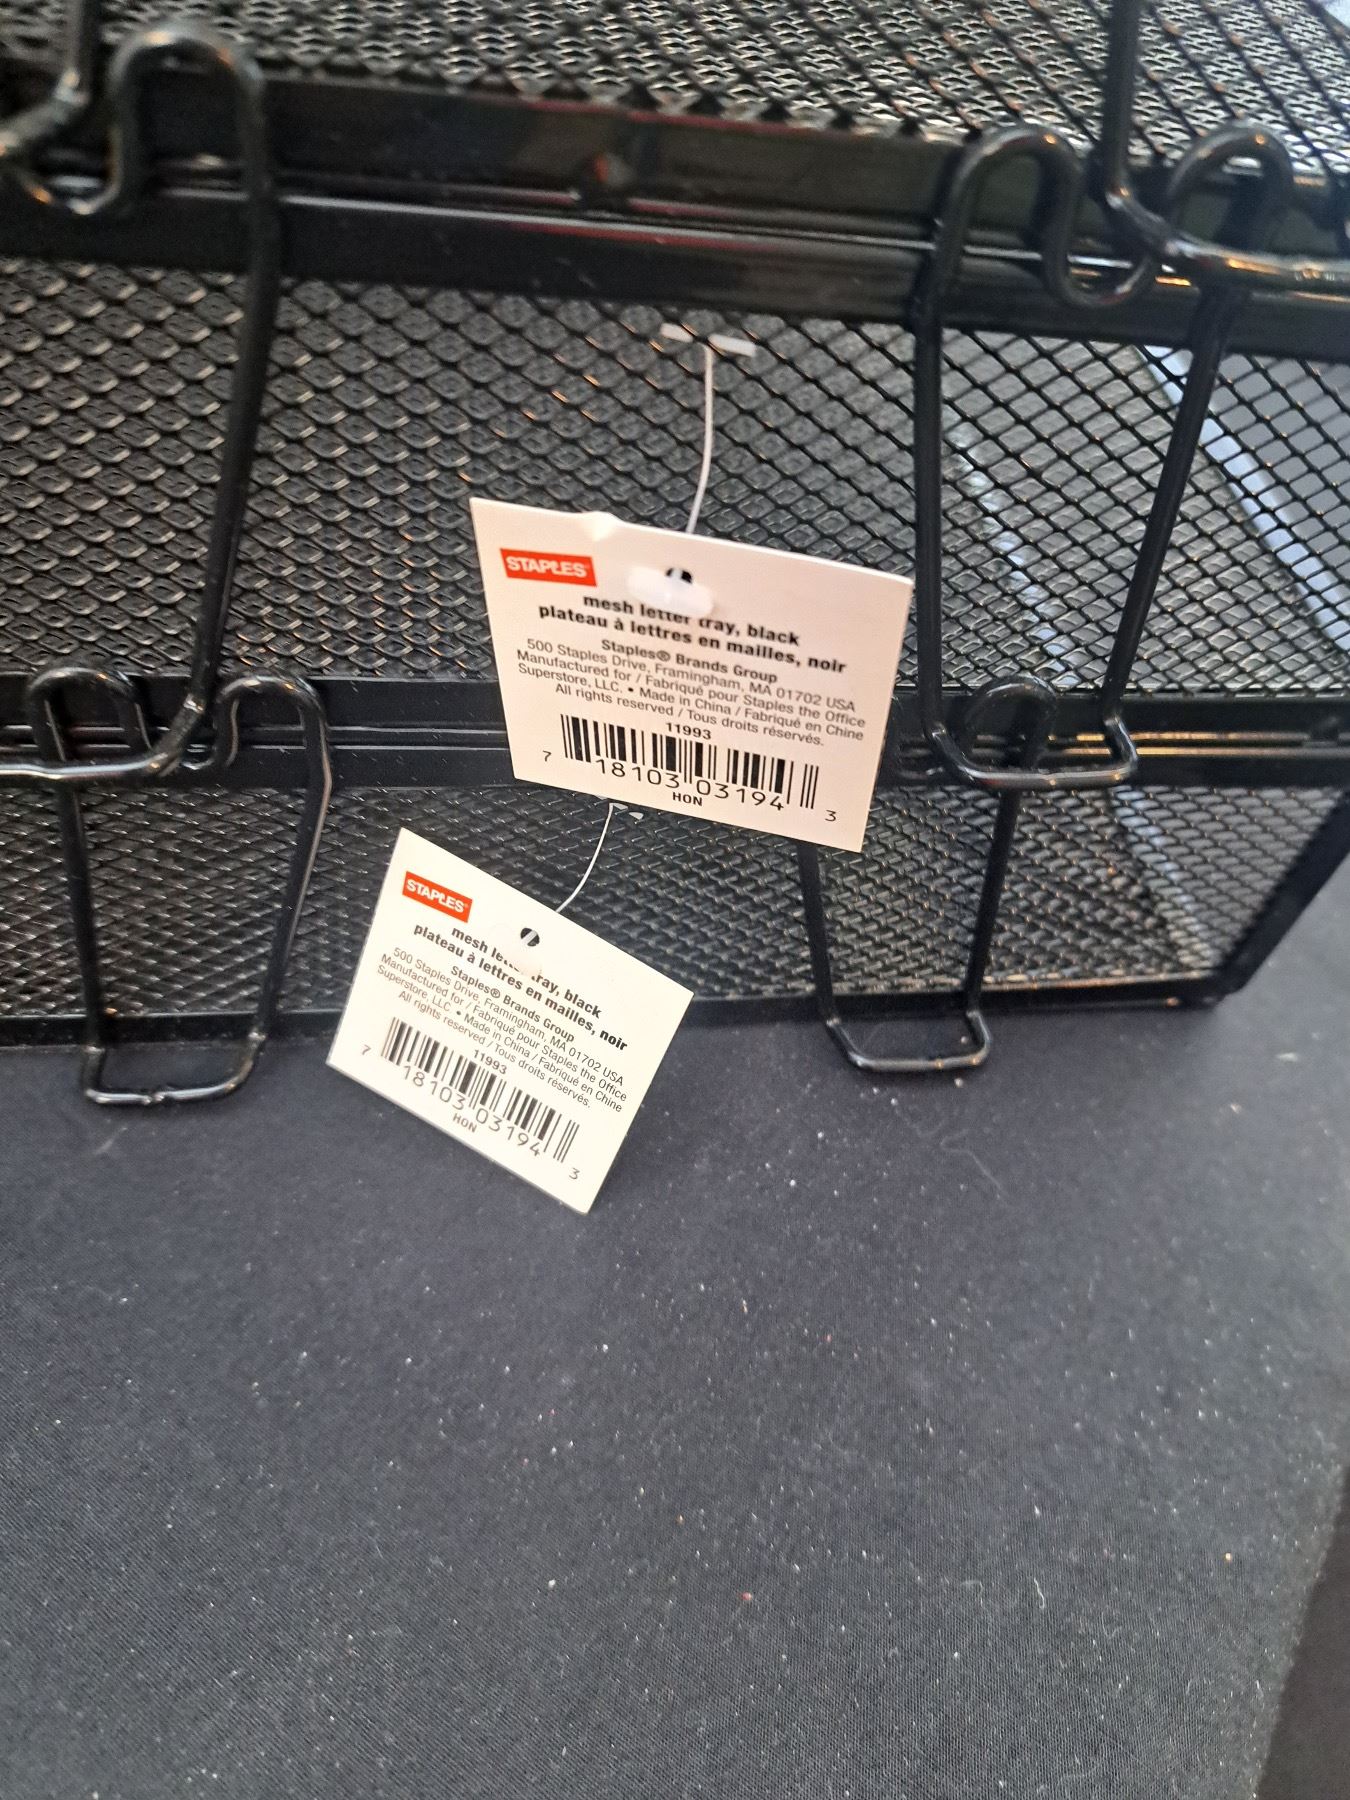 STAPLES®
mesh letter tray, black
plateau à lettres en mailles, noir
Staples® Brands Group
500 Staples Drive, Framingham, MA 01702 USA
Manufactured for / Fabriqué pour Staples the Office
Superstore, LLC. • Made in China / Fabriqué en Chine
All rights reserved / Tous droits réservés.
11993
7 18103 03194 3
HON
STAPLES®
mesh tray, black
plateau à lettres en mailles, noir
Staples® Brands Group
500 Staples Drive, Framingham, MA 01702 USA
Manufactured for / Fabriqué pour Staples the Office
Superstore, LLC. • Made in China / Fabriqué en Chine
All rights reserved / Tous droits réservés.
11993
7 18103 03194 3
HON